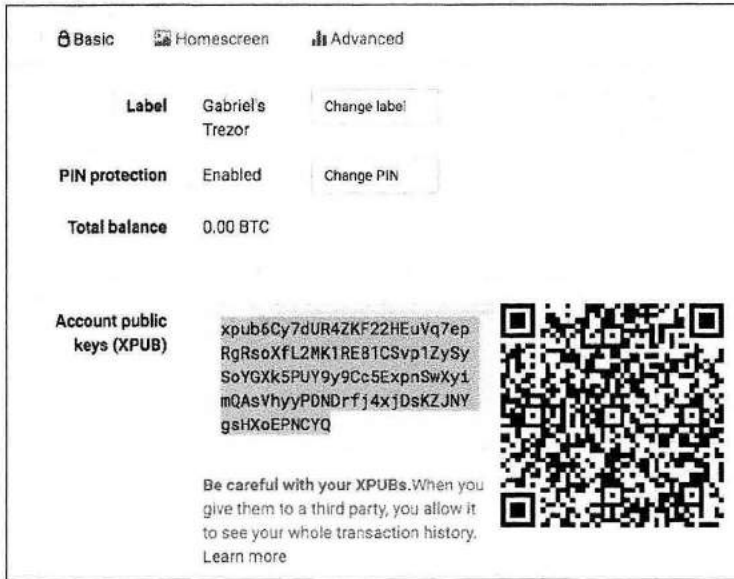 Basic Homescreen Advanced
Label Gabriel's Trezor Change label
PIN protection Enabled Change PIN
Total balance 0.00 BTC
Account public keys (XPUB)
xpub6Cy7dUR4ZKF22HEuVq7ep
RgRsoXfL2MK1RE81CSvp1ZySy
SoYGXk5PUY9y9Cc5ExpnSwXyi
mQAsVhyyPDNDrfj4xjDsKZJNY
gsHXoEPNCYQ
Be careful with your XPUBs.When you
give them to a third party, you allow it
to see your whole transaction history.
Learn more